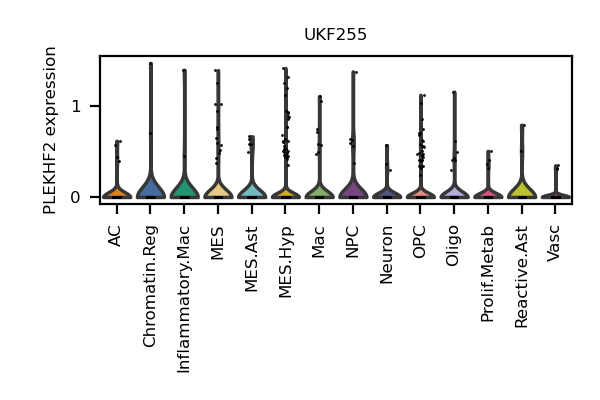 UKF255
PLEKHF2 expression
1
0
AC
Chromatin.Reg
Inflammatory.Mac
MES
MES.Ast
MES.Hyp
Mac
NPC
Neuron
OPC
Oligo
Prolif.Metab
Reactive.Ast
Vasc